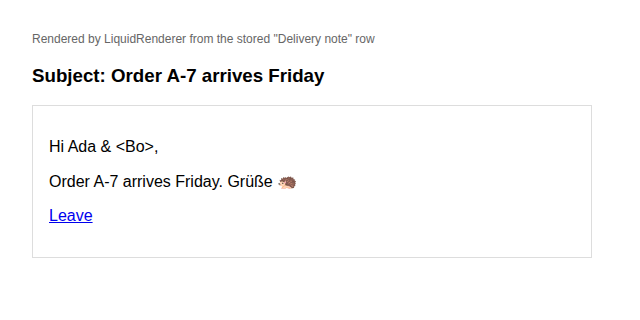 Rendered by LiquidRenderer from the stored "Delivery note" row
Subject: Order A-7 arrives Friday
Hi Ada & <Bo>,
Order A-7 arrives Friday. Grüße 🦔
Leave